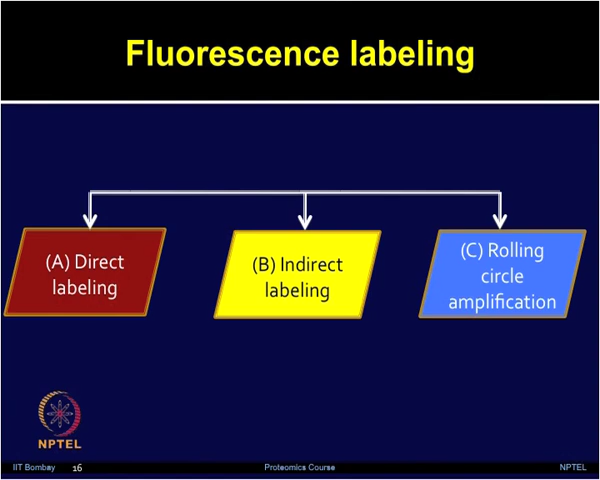 Fluorescence labeling
(A) Direct
labeling
(B) Indirect
labeling
(C) Rolling
circle
amplification
NPTEL
IIT Bombay 16 Proteomics Course NPTEL